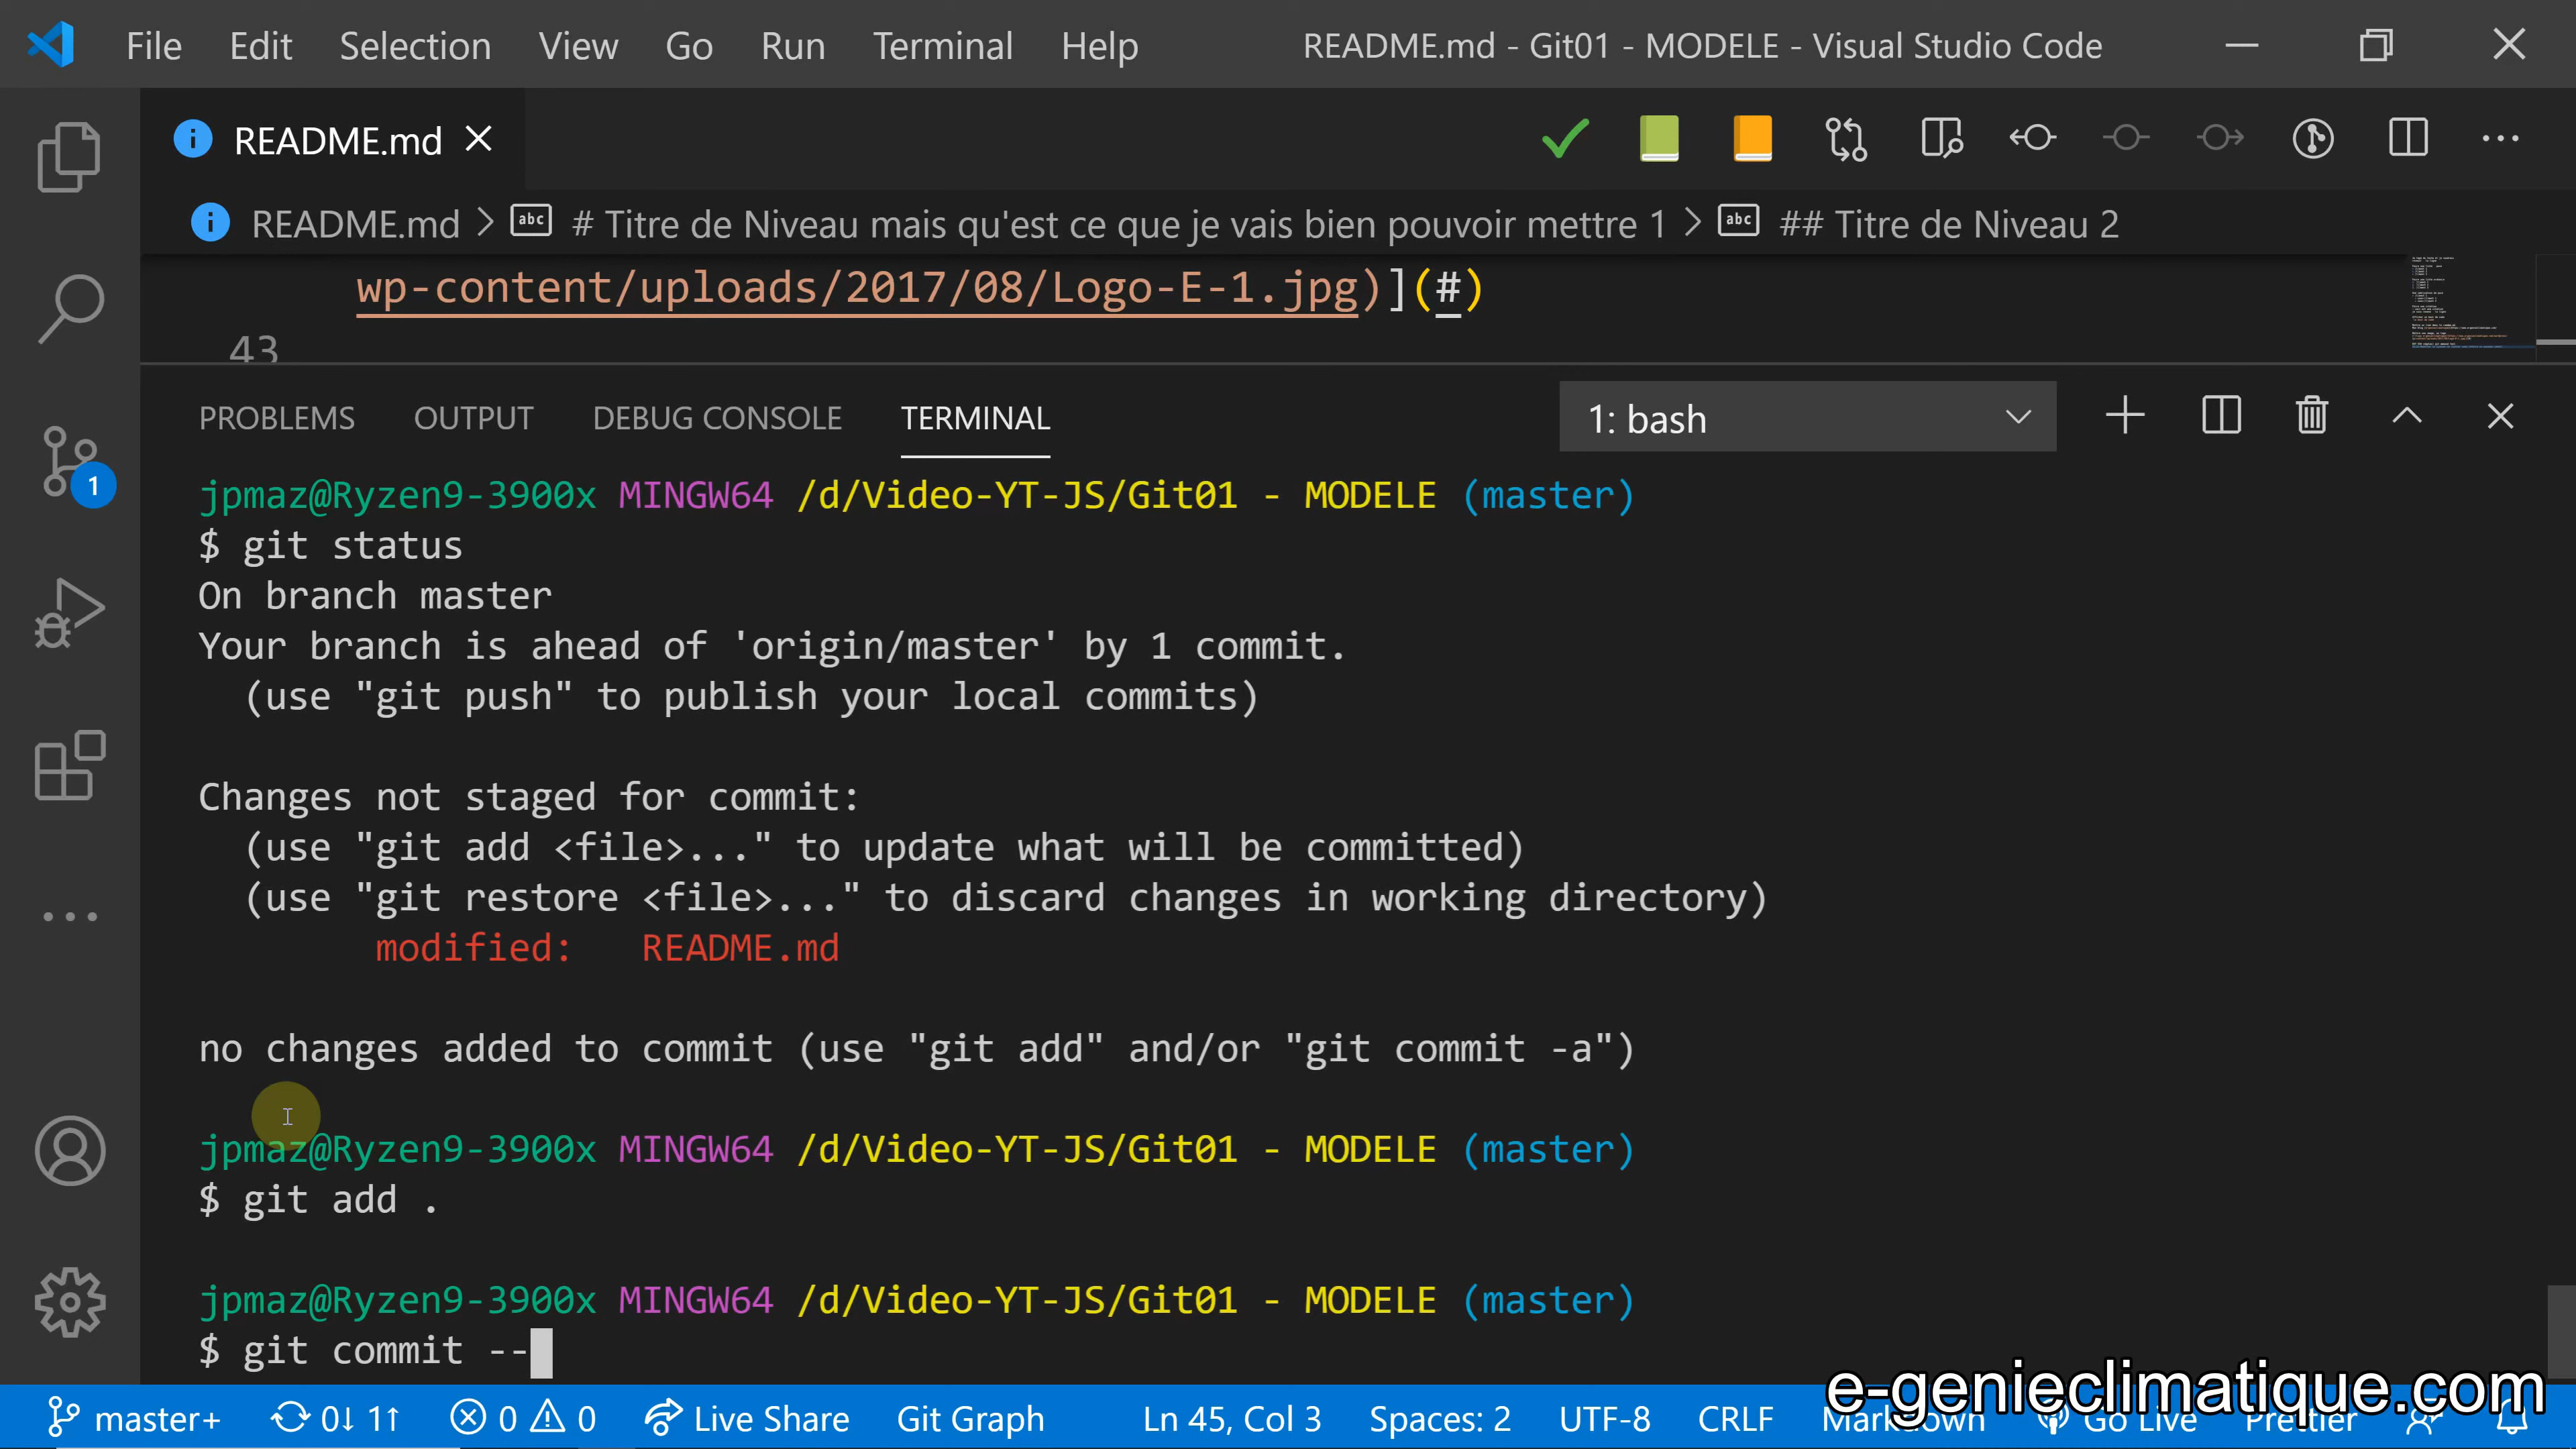 File Edit Selection View Go Run Terminal Help README.md - Git01 - MODELE - Visual Studio Code
README.md
README.md > # Titre de Niveau mais qu'est ce que je vais bien pouvoir mettre 1 > ## Titre de Niveau 2
wp-content/uploads/2017/08/Logo-E-1.jpg)](#)
43
PROBLEMS OUTPUT DEBUG CONSOLE TERMINAL 1: bash
jpmaz@Ryzen9-3900x MINGW64 /d/Video-YT-JS/Git01 - MODELE (master)
$ git status
On branch master
Your branch is ahead of 'origin/master' by 1 commit.
(use "git push" to publish your local commits)
Changes not staged for commit:
(use "git add <file>..." to update what will be committed)
(use "git restore <file>..." to discard changes in working directory)
modified: README.md
no changes added to commit (use "git add" and/or "git commit -a")
jpmaz@Ryzen9-3900x MINGW64 /d/Video-YT-JS/Git01 - MODELE (master)
$ git add .
jpmaz@Ryzen9-3900x MINGW64 /d/Video-YT-JS/Git01 - MODELE (master)
$ git commit --
e-genieclimatique.com
master+ 0↓ 1↑ 0 0 Live Share Git Graph Ln 45, Col 3 Spaces: 2 UTF-8 CRLF Markdown Go Live Prettier
1